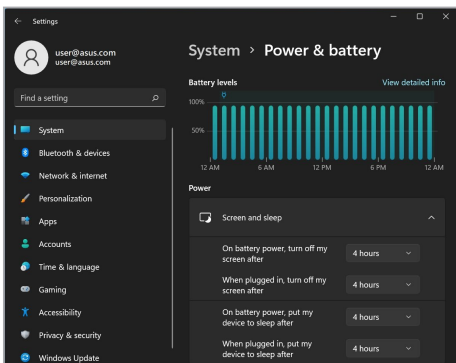 Settings
user@asus.com
user@asus.com
Find a setting
System
Bluetooth & devices
Network & internet
Personalization
Apps
Accounts
Time & language
Gaming
Accessibility
Privacy & security
Windows Update
System > Power & battery
Battery levels
View detailed info
100%
50%
12 AM 6 AM 12 PM 6 PM 12 AM
Power
Screen and sleep
On battery power, turn off my
screen after
4 hours
When plugged in, turn off my
screen after
4 hours
On battery power, put my
device to sleep after
4 hours
When plugged in, put my
device to sleep after
4 hours